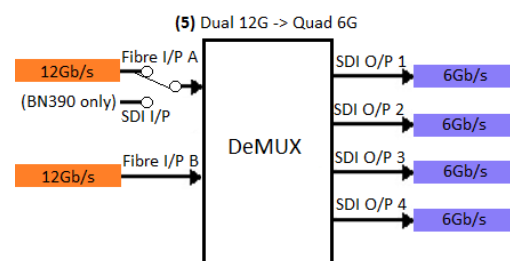 (5) Dual 12G -> Quad 6G
Fibre I/P A
12Gb/s
(BN390 only)
SDI I/P
Fibre I/P B
12Gb/s
DeMUX
SDI O/P 1
6Gb/s
SDI O/P 2
6Gb/s
SDI O/P 3
6Gb/s
SDI O/P 4
6Gb/s